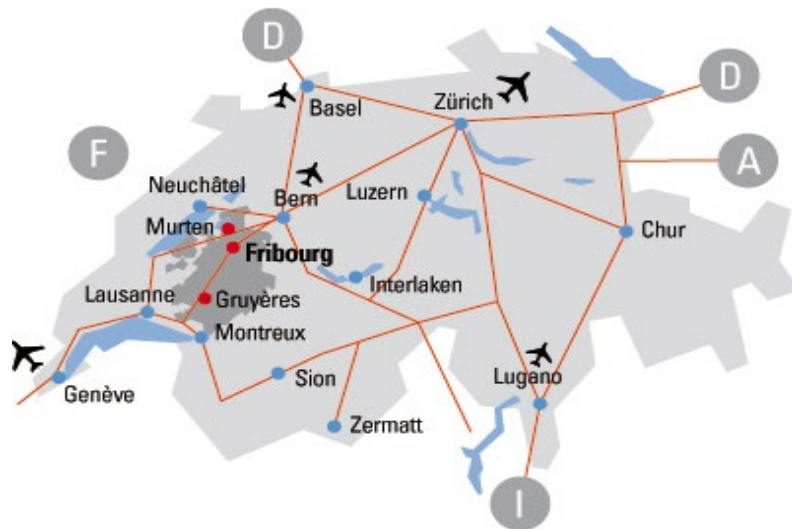 D
Basel
Zürich
D
F
A
Neuchâtel
Bern
Luzern
Murten
Chur
Fribourg
Interlaken
Lausanne
Gruyères
Montreux
Genève
Sion
Lugano
Zermatt
I